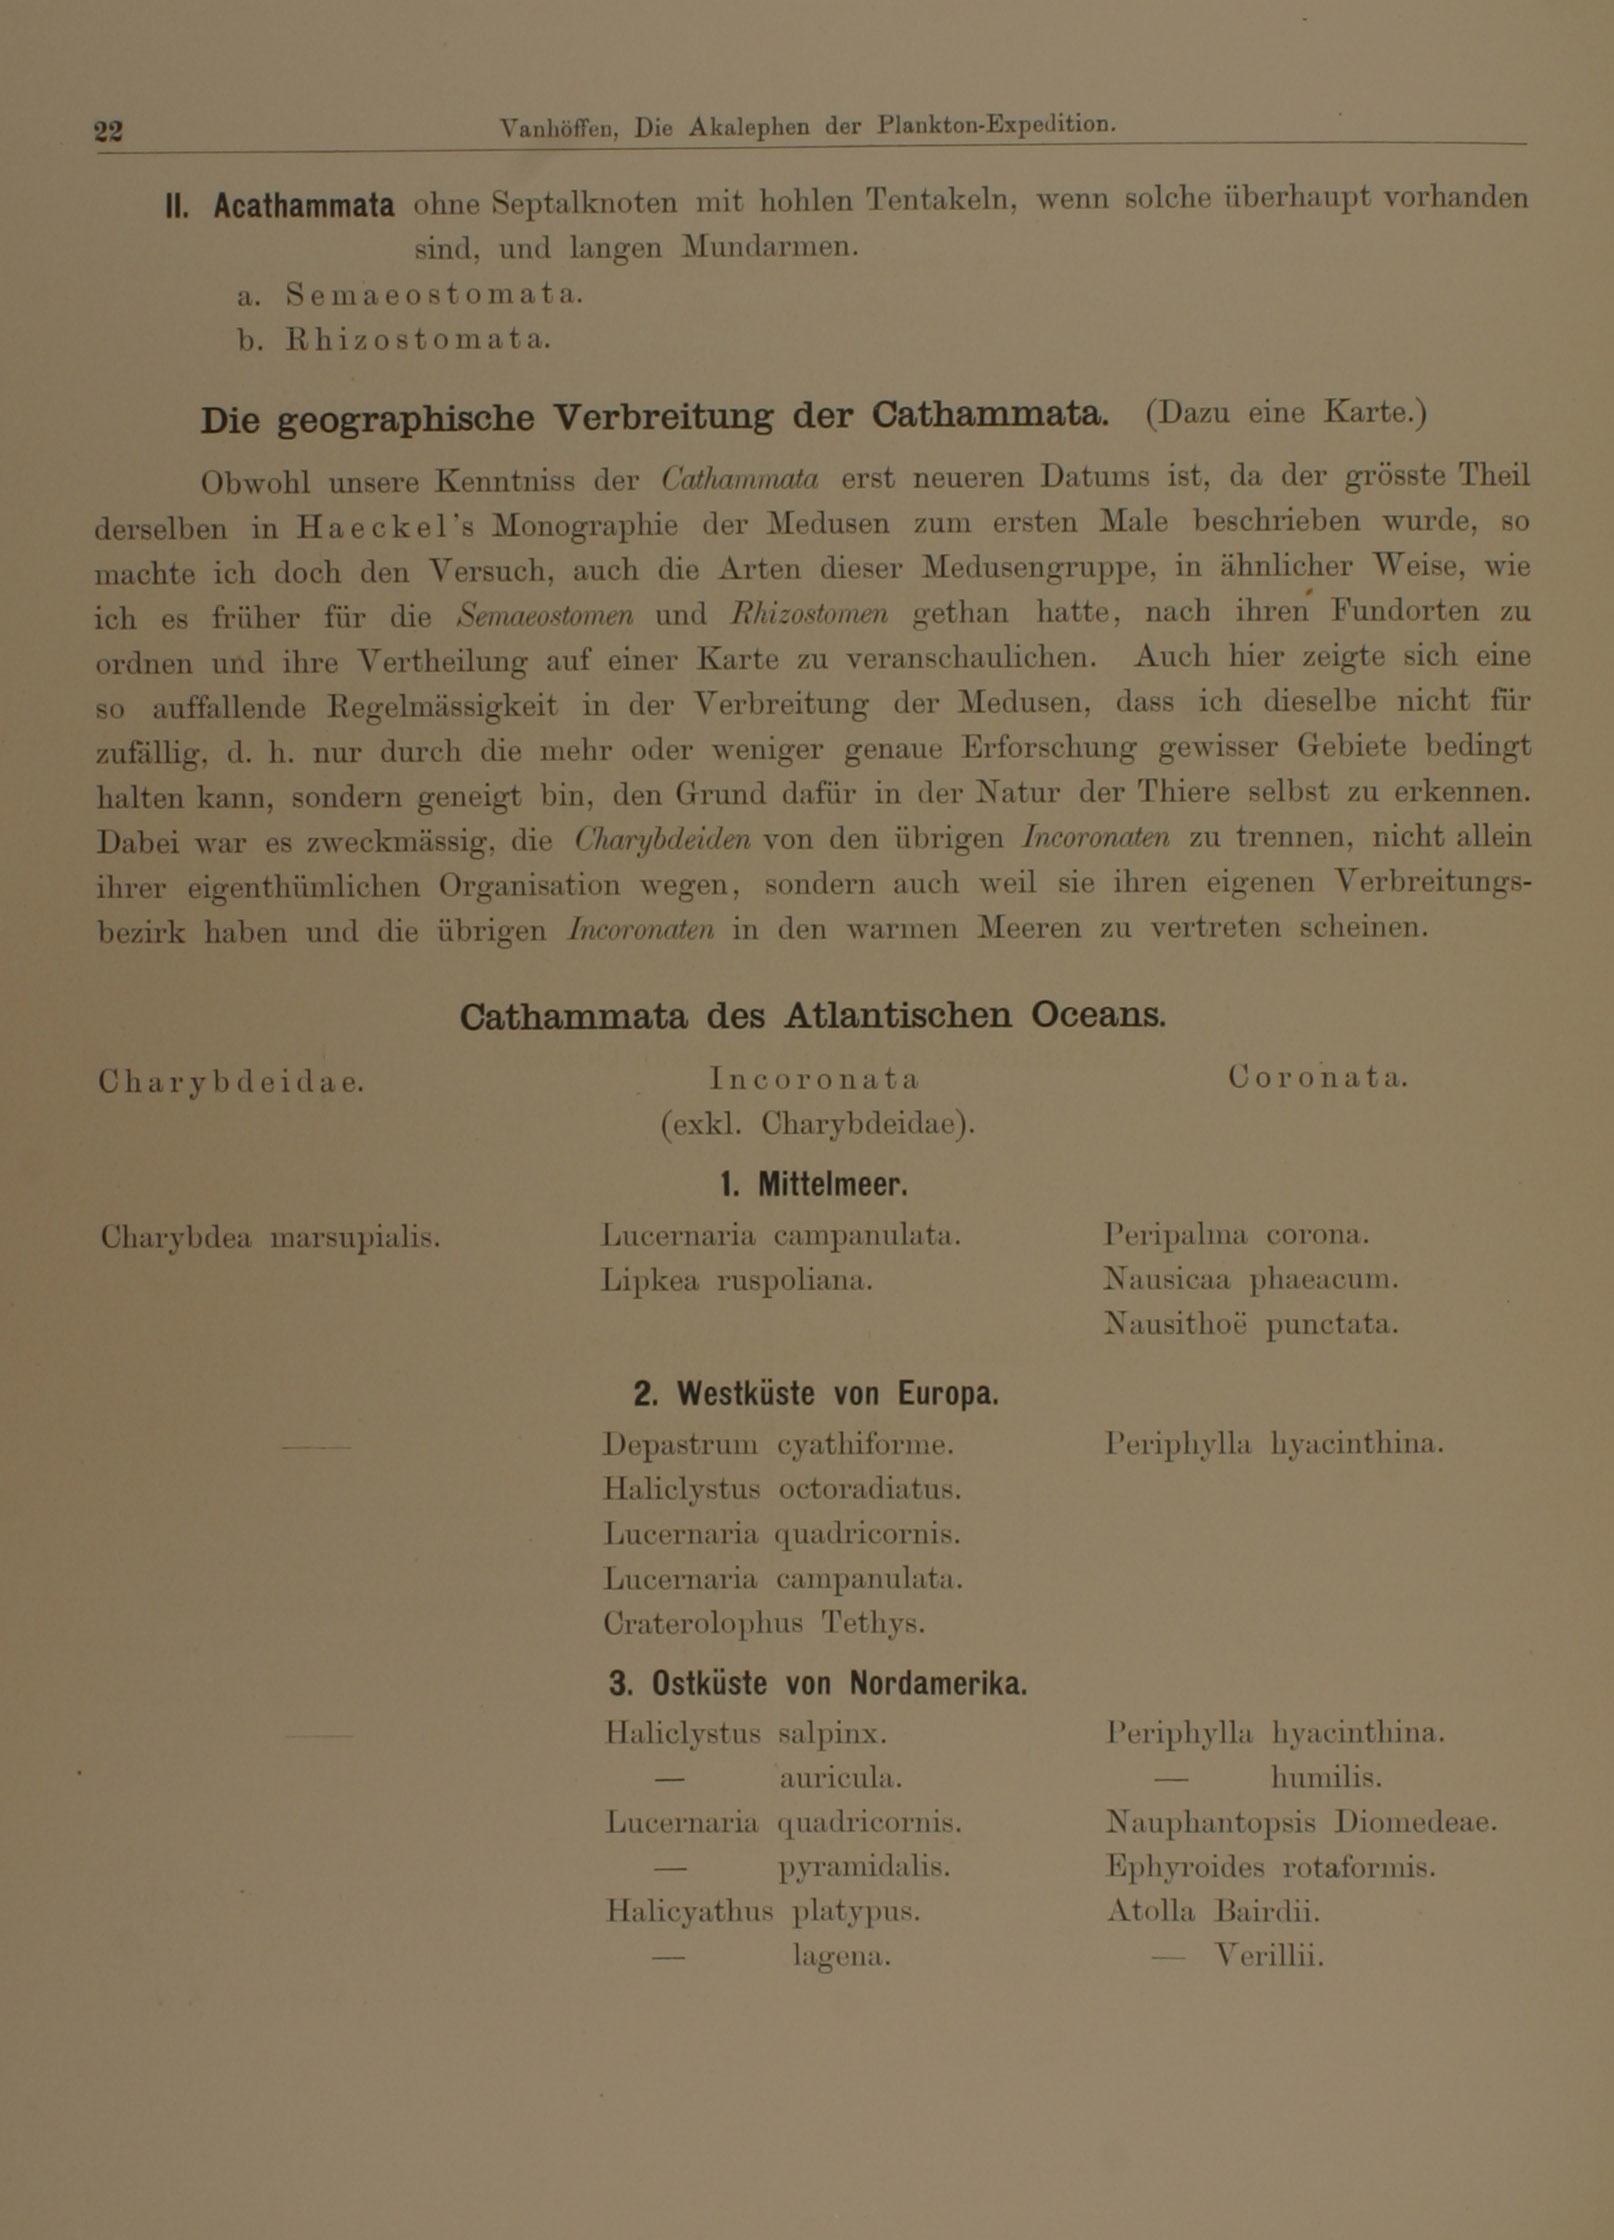 22 Vanhöffen, Die Akalephen der Plankton-Expedition.
II. Acathammata ohne Septalknoten mit hohlen Tentakeln, wenn solche überhaupt vorhanden
sind, und langen Mundarmen.
a. Semaeostomata.
b. Rhizostomata.
Die geographische Verbreitung der Cathammata. (Dazu eine Karte.)
Obwohl unsere Kenntniss der Cathammata erst neueren Datums ist, da der grösste Theil
derselben in Haeckel's Monographie der Medusen zum ersten Male beschrieben wurde, so
machte ich doch den Versuch, auch die Arten dieser Medusengruppe, in ähnlicher Weise, wie
ich es früher für die Semaeostomen und Rhizostomen gethan hatte, nach ihren Fundorten zu
ordnen und ihre Vertheilung auf einer Karte zu veranschaulichen. Auch hier zeigte sich eine
so auffallende Regelmässigkeit in der Verbreitung der Medusen, dass ich dieselbe nicht für
zufällig, d. h. nur durch die mehr oder weniger genaue Erforschung gewisser Gebiete bedingt
halten kann, sondern geneigt bin, den Grund dafür in der Natur der Thiere selbst zu erkennen.
Dabei war es zweckmässig, die Charybdeiden von den übrigen Incoronaten zu trennen, nicht allein
ihrer eigenthümlichen Organisation wegen, sondern auch weil sie ihren eigenen Verbreitungs-
bezirk haben und die übrigen Incoronaten in den warmen Meeren zu vertreten scheinen.
Cathammata des Atlantischen Oceans.
Charybdeidae. Incoronata Coronata.
(exkl. Charybdeidae).
1. Mittelmeer.
Charybdea marsupialis. Lucernaria campanulata. Peripalma corona.
Lipkea ruspoliana. Nausicaa phaeacum.
Nausithoë punctata.
2. Westküste von Europa.
— Depastrum cyathiforme. Periphylla hyacinthina.
Haliclystus octoradiatus.
Lucernaria quadricornis.
Lucernaria campanulata.
Craterolophus Tethys.
3. Ostküste von Nordamerika.
— Haliclystus salpinx. Periphylla hyacinthina.
— auricula. — humilis.
Lucernaria quadricornis. Nauphantopsis Diomedeae.
— pyramidalis. Ephyroides rotaformis.
Halicyathus platypus. Atolla Bairdii.
— lagena. — Verillii.